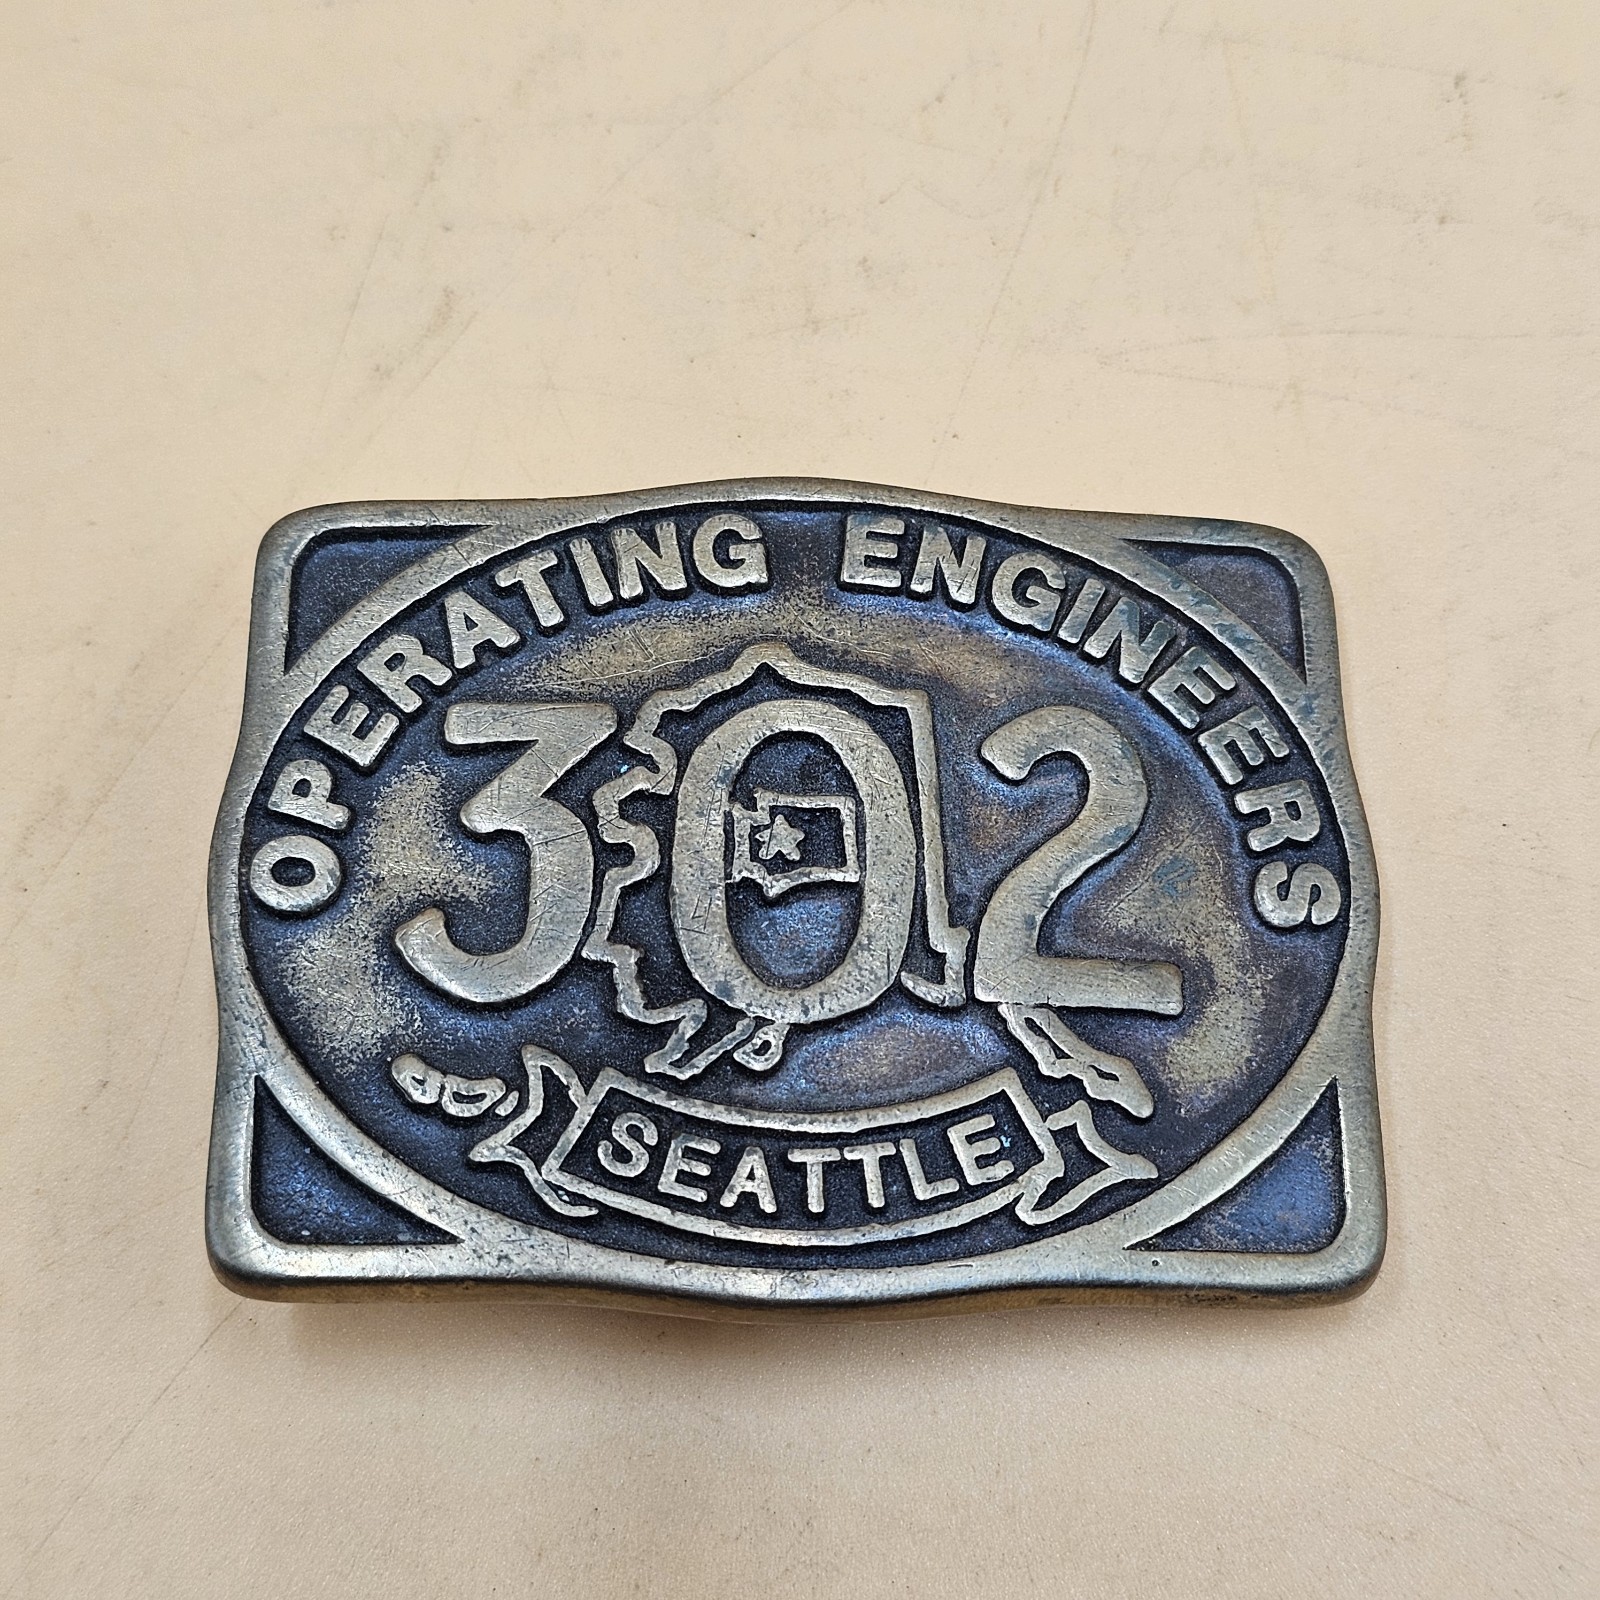 OPERATING ENGINEERS
302
SEATTLE